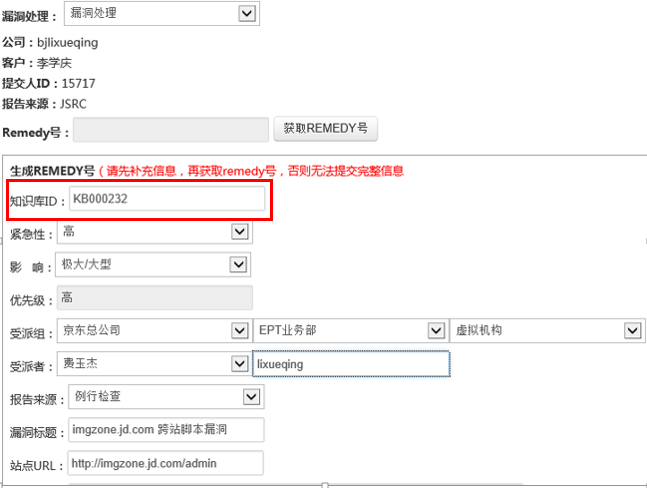 漏洞处理： 漏洞处理
公司：bjlixueqing
客户：李学庆
提交人ID：15717
报告来源：JSRC
Remedy号： 获取REMEDY号
生成REMEDY号（请先补充信息，再获取remedy号，否则无法提交完整信息
知识库ID： KB000232
紧急性： 高
影 响： 极大/大型
优先级： 高
受派组： 京东总公司 EPT业务部 虚拟机构
受派者： 费玉杰 lixueqing
报告来源： 例行检查
漏洞标题： imgzone.jd.com 跨站脚本漏洞
站点URL： http://imgzone.jd.com/admin